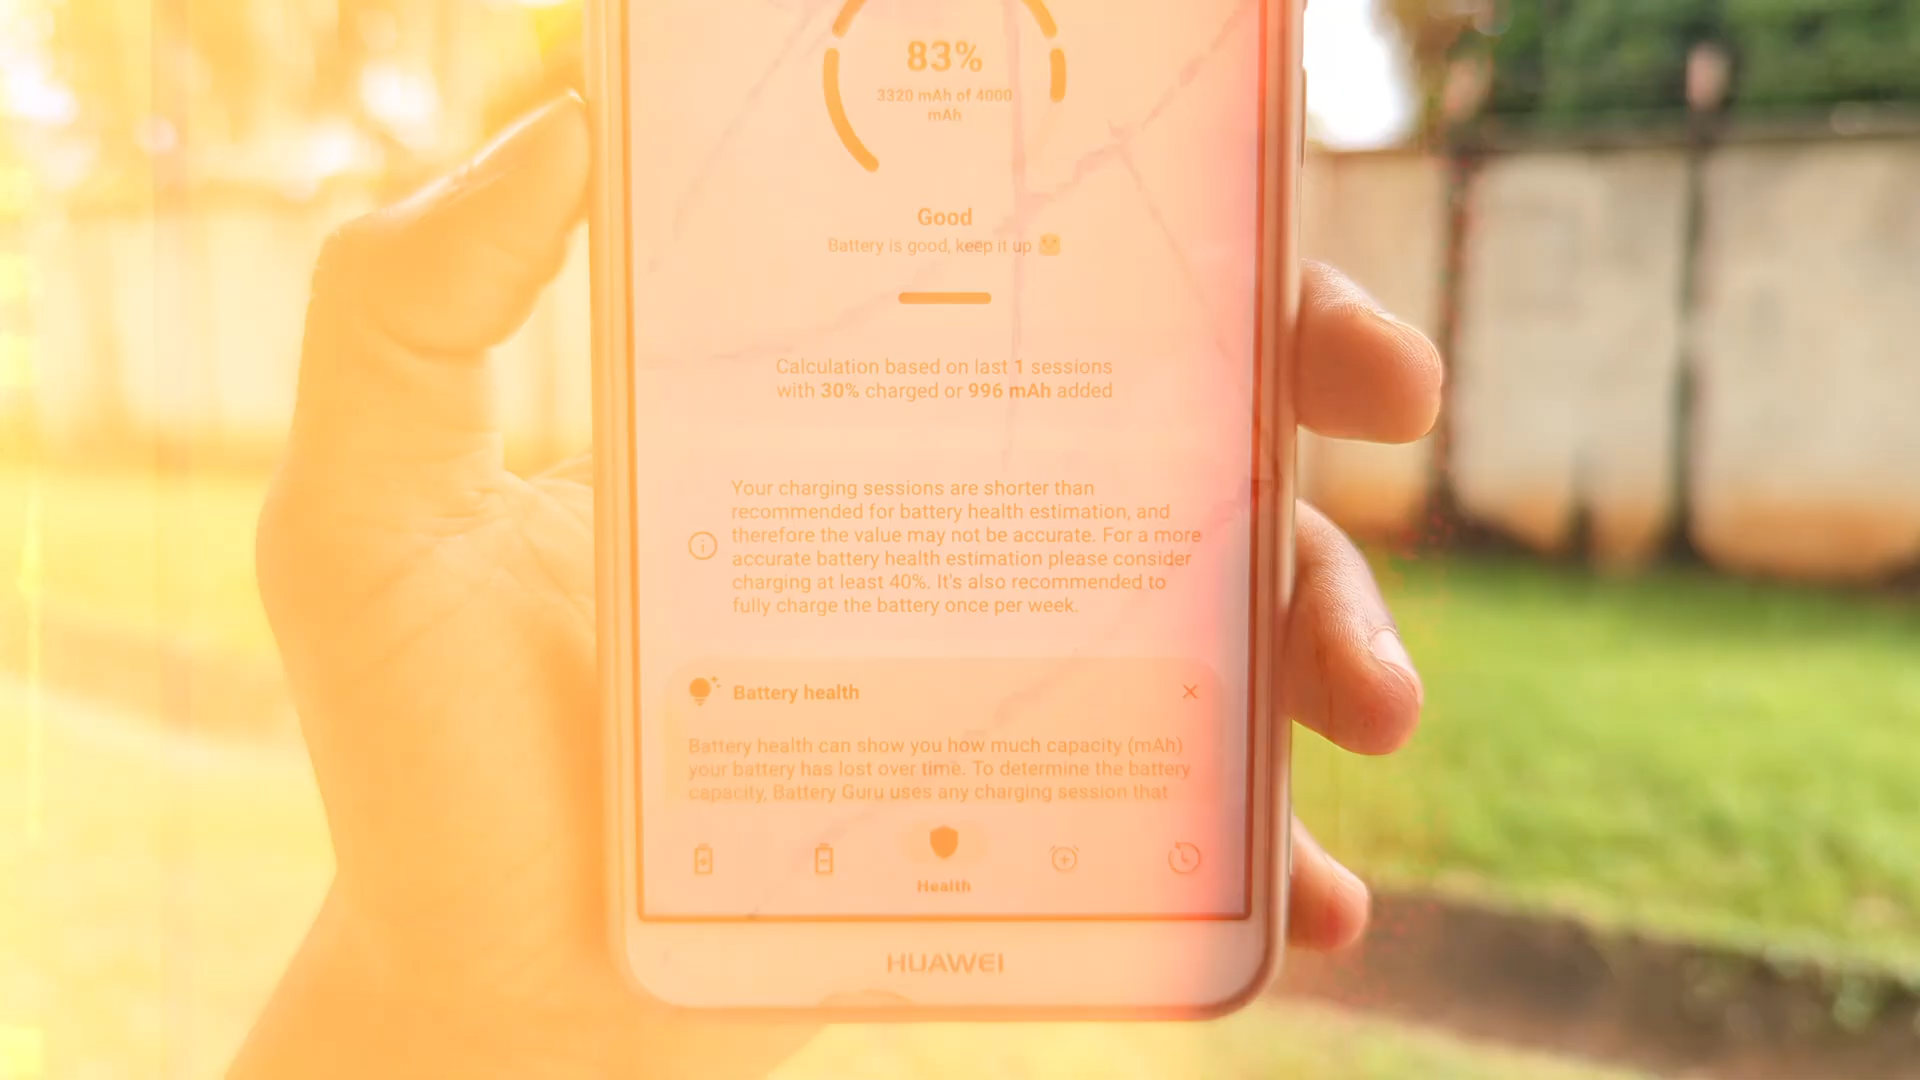 83%
3320 mAh of 4000
mAh
Good
Battery is good, keep it up
Calculation based on last 1 sessions
with 30% charged or 996 mAh added
Your charging sessions are shorter than
recommended for battery health estimation, and
therefore the value may not be accurate. For a more
accurate battery health estimation please consider
charging at least 40%. It's also recommended to
fully charge the battery once per week.
Battery health
Battery health can show you how much capacity (mAh)
your battery has lost over time. To determine the battery
capacity, Battery Guru uses any charging session that
Health
HUAWEI